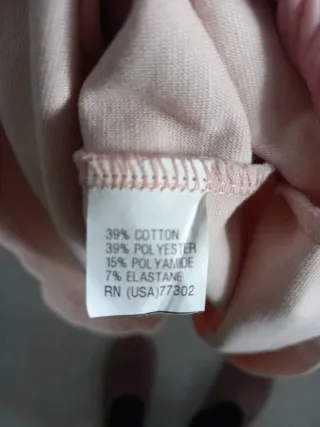 39% COTTON
39% POLYESTER
15% POLYAMIDE
7% ELASTANE
RN (USA)77302